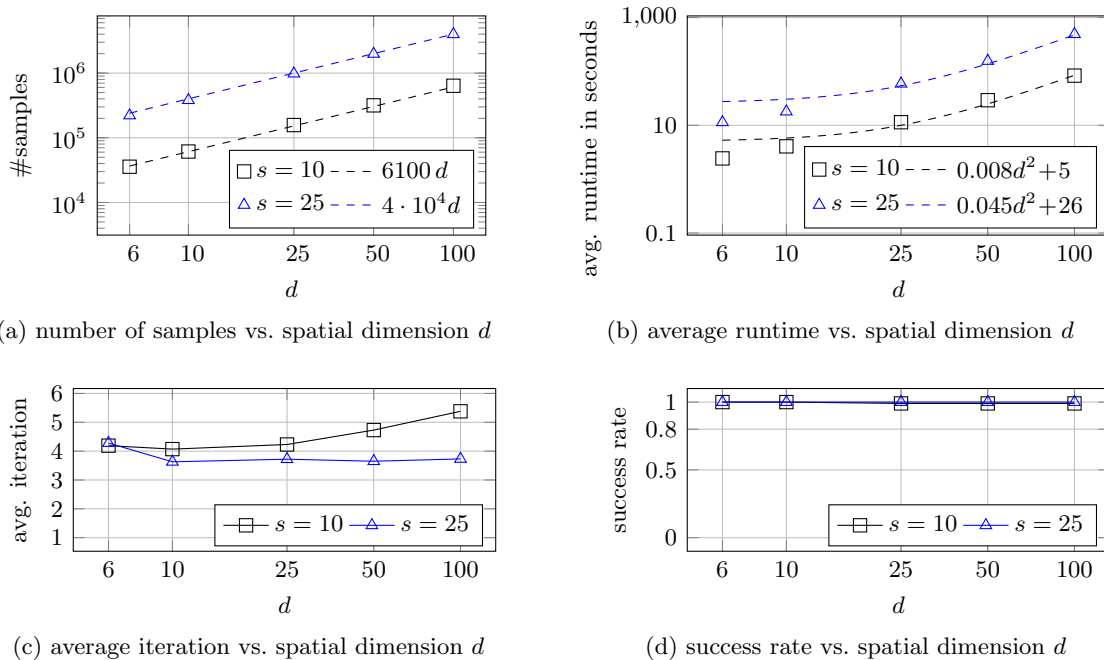 10^6
10^5
10^4
#samples
s = 10 6100 d
s = 25 4 · 10^4 d
6 10 25 50 100
d
(a) number of samples vs. spatial dimension d
1,000
10
0.1
avg. runtime in seconds
s = 10 0.008d^2+5
s = 25 0.045d^2+26
6 10 25 50 100
d
(b) average runtime vs. spatial dimension d
6
5
4
3
2
1
avg. iteration
s = 10 s = 25
6 10 25 50 100
d
(c) average iteration vs. spatial dimension d
1
0.8
0.5
0
success rate
s = 10 s = 25
6 10 25 50 100
d
(d) success rate vs. spatial dimension d